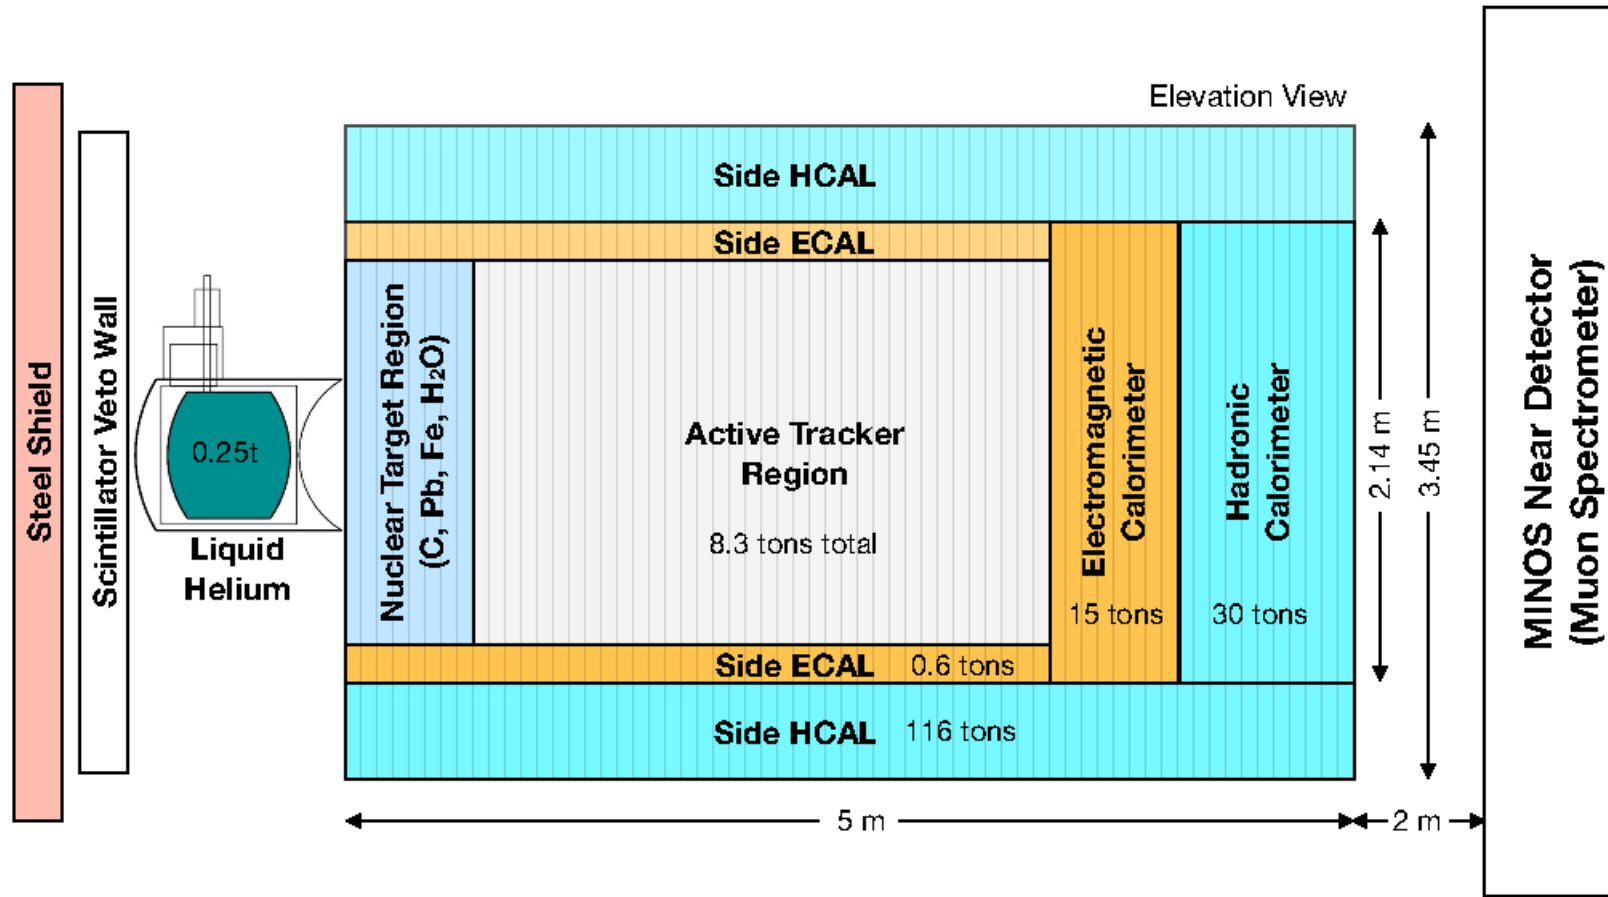 Elevation View
Steel Shield
Scintillator Veto Wall
0.25t
Liquid
Helium
Side HCAL
Side ECAL
Nuclear Target Region
(C, Pb, Fe, H₂O)
Active Tracker
Region
8.3 tons total
Electromagnetic
Calorimeter
15 tons
Hadronic
Calorimeter
30 tons
Side ECAL 0.6 tons
Side HCAL 116 tons
2.14 m
3.45 m
5 m
2 m
MINOS Near Detector
(Muon Spectrometer)